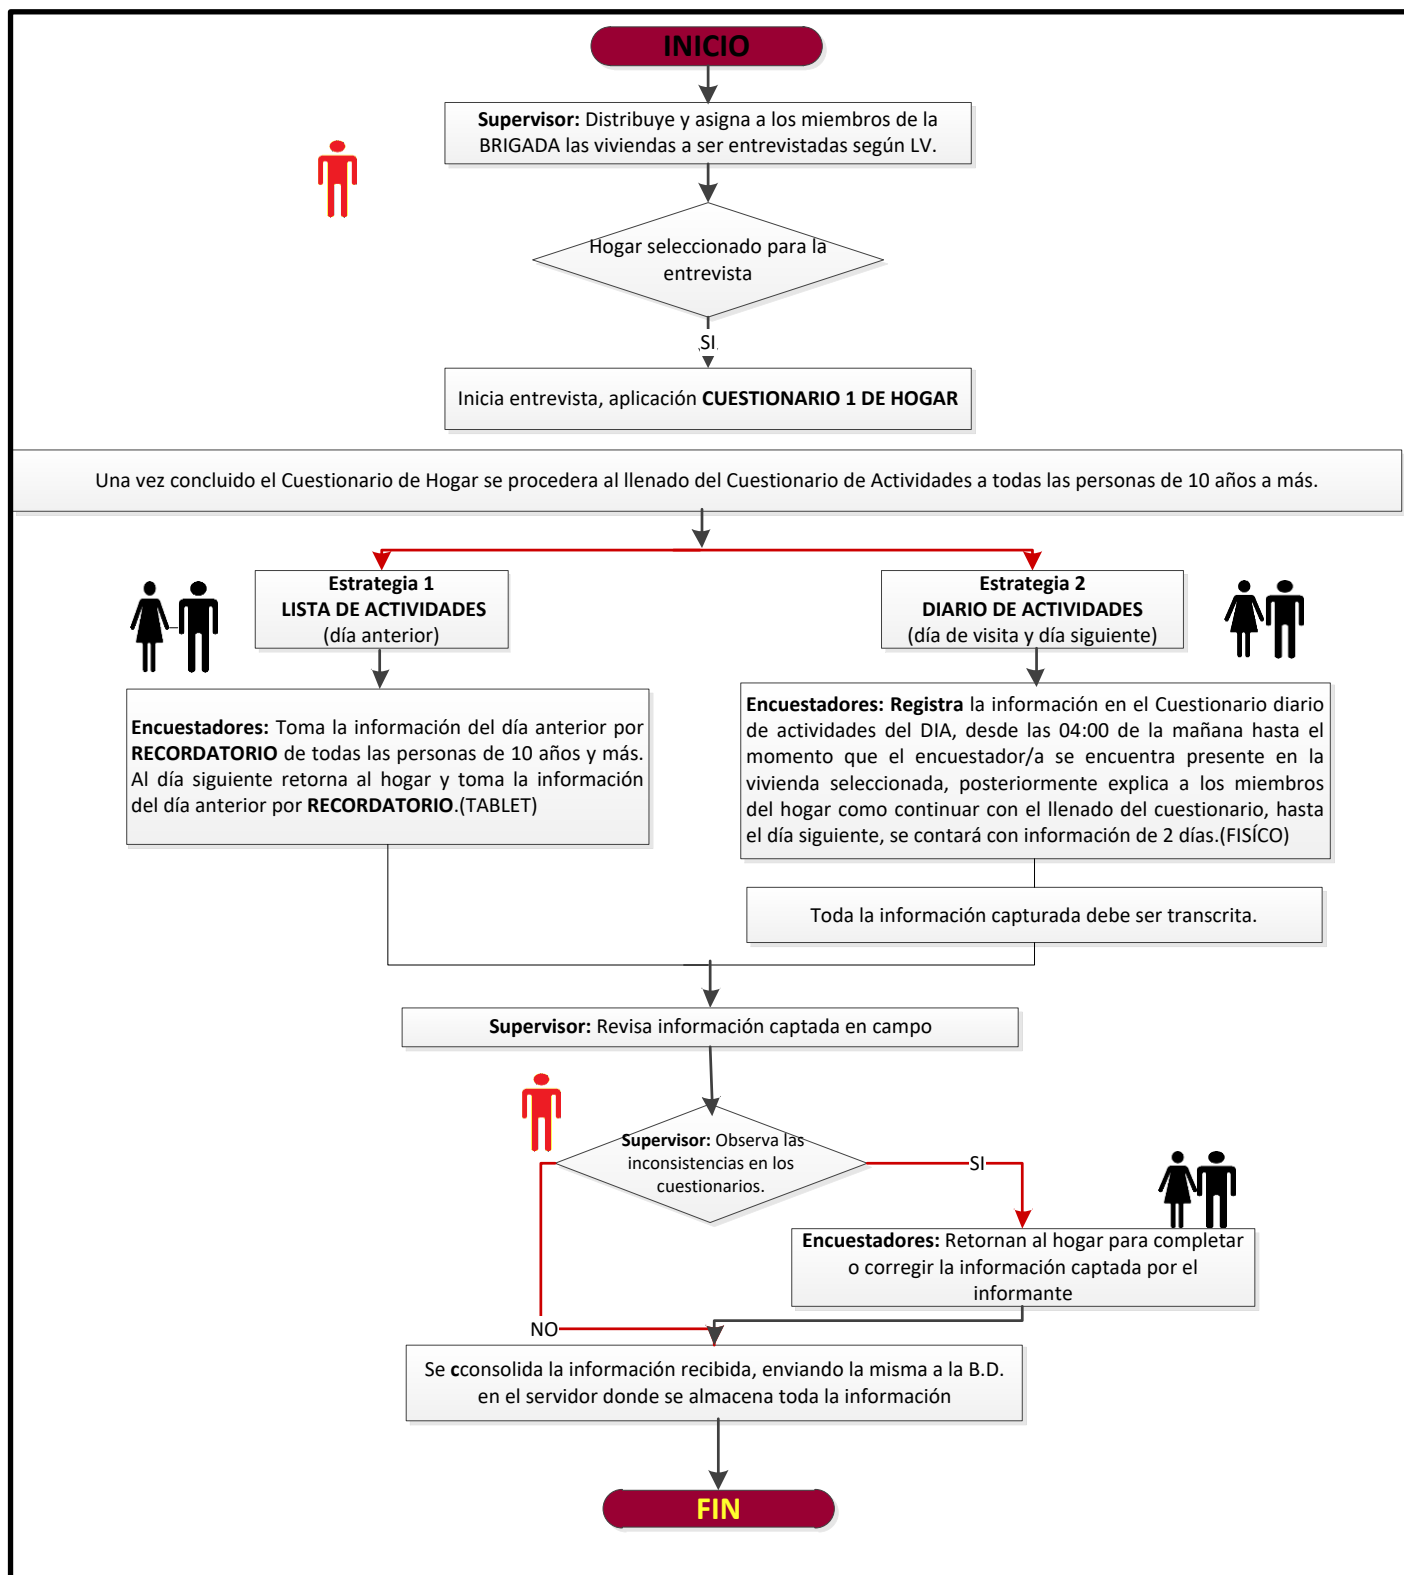 INICIO
Supervisor: Distribuye y asigna a los miembros de la
BRIGADA las viviendas a ser entrevistadas según LV.
Hogar seleccionado para la
entrevista
SI
Inicia entrevista, aplicación CUESTIONARIO 1 DE HOGAR
Una vez concluido el Cuestionario de Hogar se procedera al llenado del Cuestionario de Actividades a todas las personas de 10 años a más.
Estrategia 1
LISTA DE ACTIVIDADES
(día anterior)
Estrategia 2
DIARIO DE ACTIVIDADES
(día de visita y día siguiente)
Encuestadores: Toma la información del día anterior por
RECORDATORIO de todas las personas de 10 años y más.
Al día siguiente retorna al hogar y toma la información
del día anterior por RECORDATORIO.(TABLET)
Encuestadores: Registra la información en el Cuestionario diario
de actividades del DIA, desde las 04:00 de la mañana hasta el
momento que el encuestador/a se encuentra presente en la
vivienda seleccionada, posteriormente explica a los miembros
del hogar como continuar con el llenado del cuestionario, hasta
el día siguiente, se contará con información de 2 días.(FISÍCO)
Toda la información capturada debe ser transcrita.
Supervisor: Revisa información captada en campo
Supervisor: Observa las
inconsistencias en los
cuestionarios.
SI
Encuestadores: Retornan al hogar para completar
o corregir la información captada por el
informante
NO
Se cconsolida la información recibida, enviando la misma a la B.D.
en el servidor donde se almacena toda la información
FIN